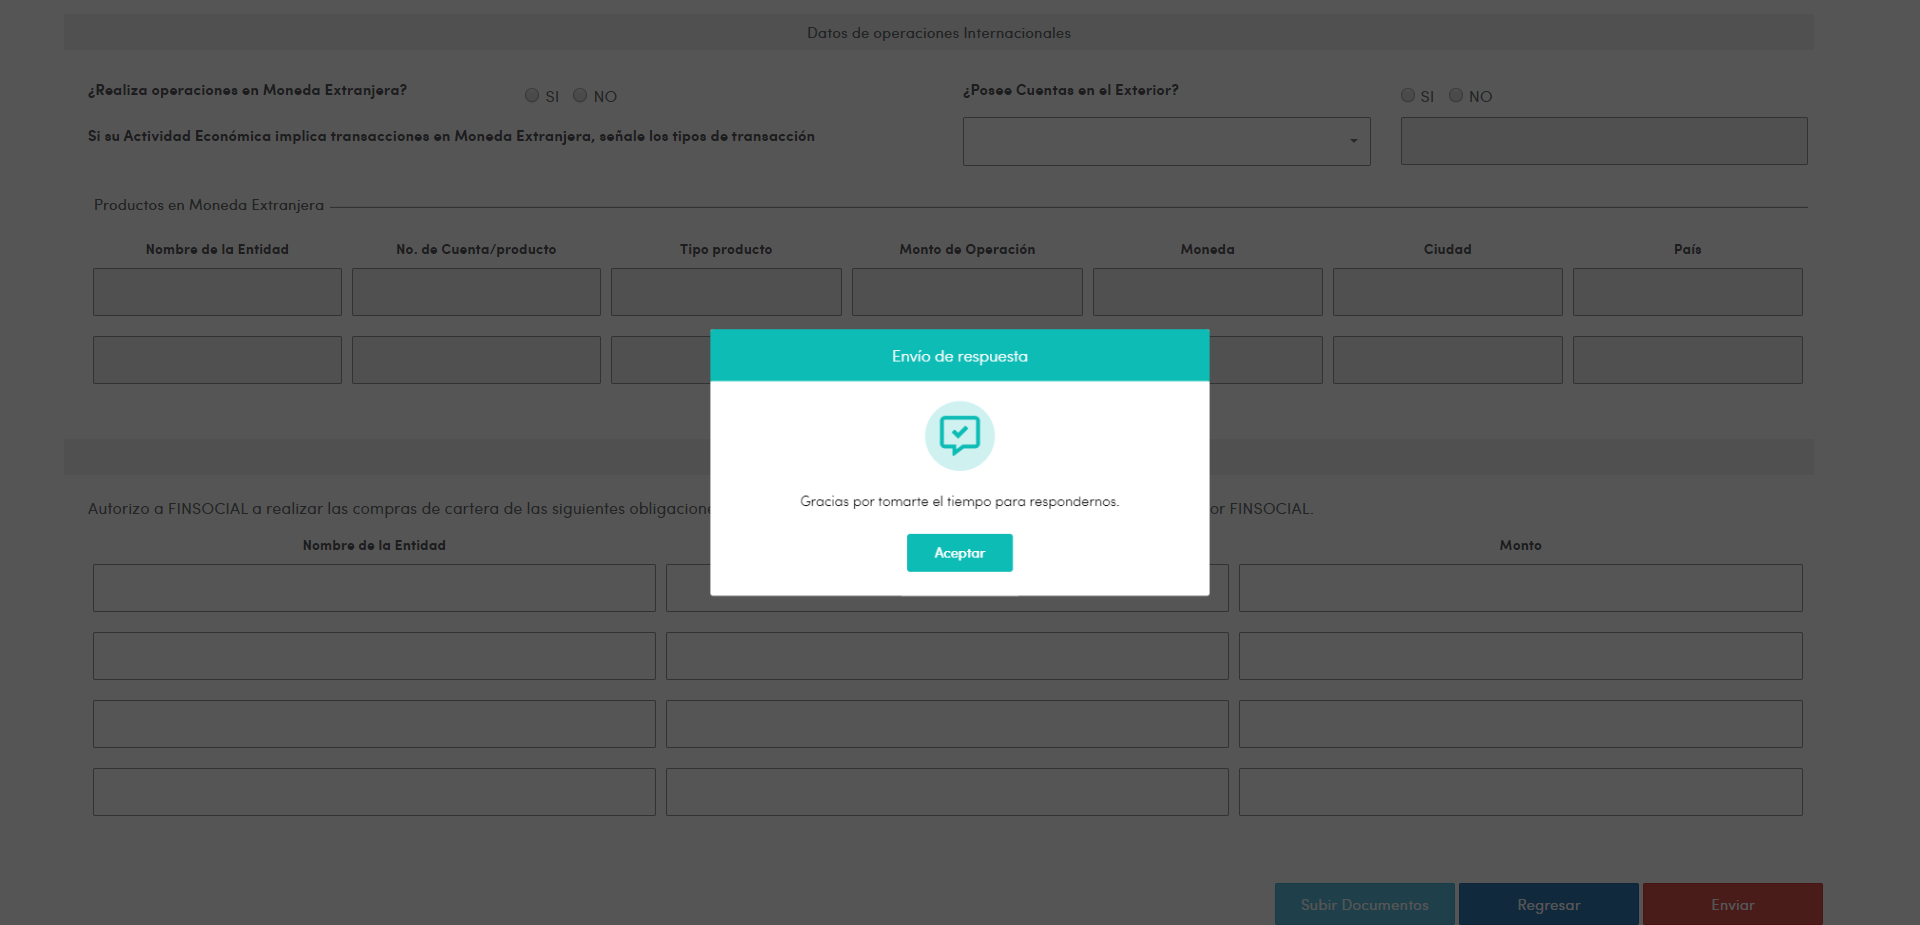 Datos de operaciones Internacionales
¿Realiza operaciones en Moneda Extranjera? SI NO ¿Posee Cuentas en el Exterior? SI NO
Si su Actividad Económica implica transacciones en Moneda Extranjera, señale los tipos de transacción
Productos en Moneda Extranjera
Nombre de la Entidad No. de Cuenta/producto Tipo producto Monto de Operación Moneda Ciudad País
Envío de respuesta
Gracias por tomarte el tiempo para respondernos.
Aceptar
Autorizo a FINSOCIAL a realizar las compras de cartera de las siguientes FINSOCIAL.
Nombre de la Entidad Monto
Subir Documentos Regresar Enviar